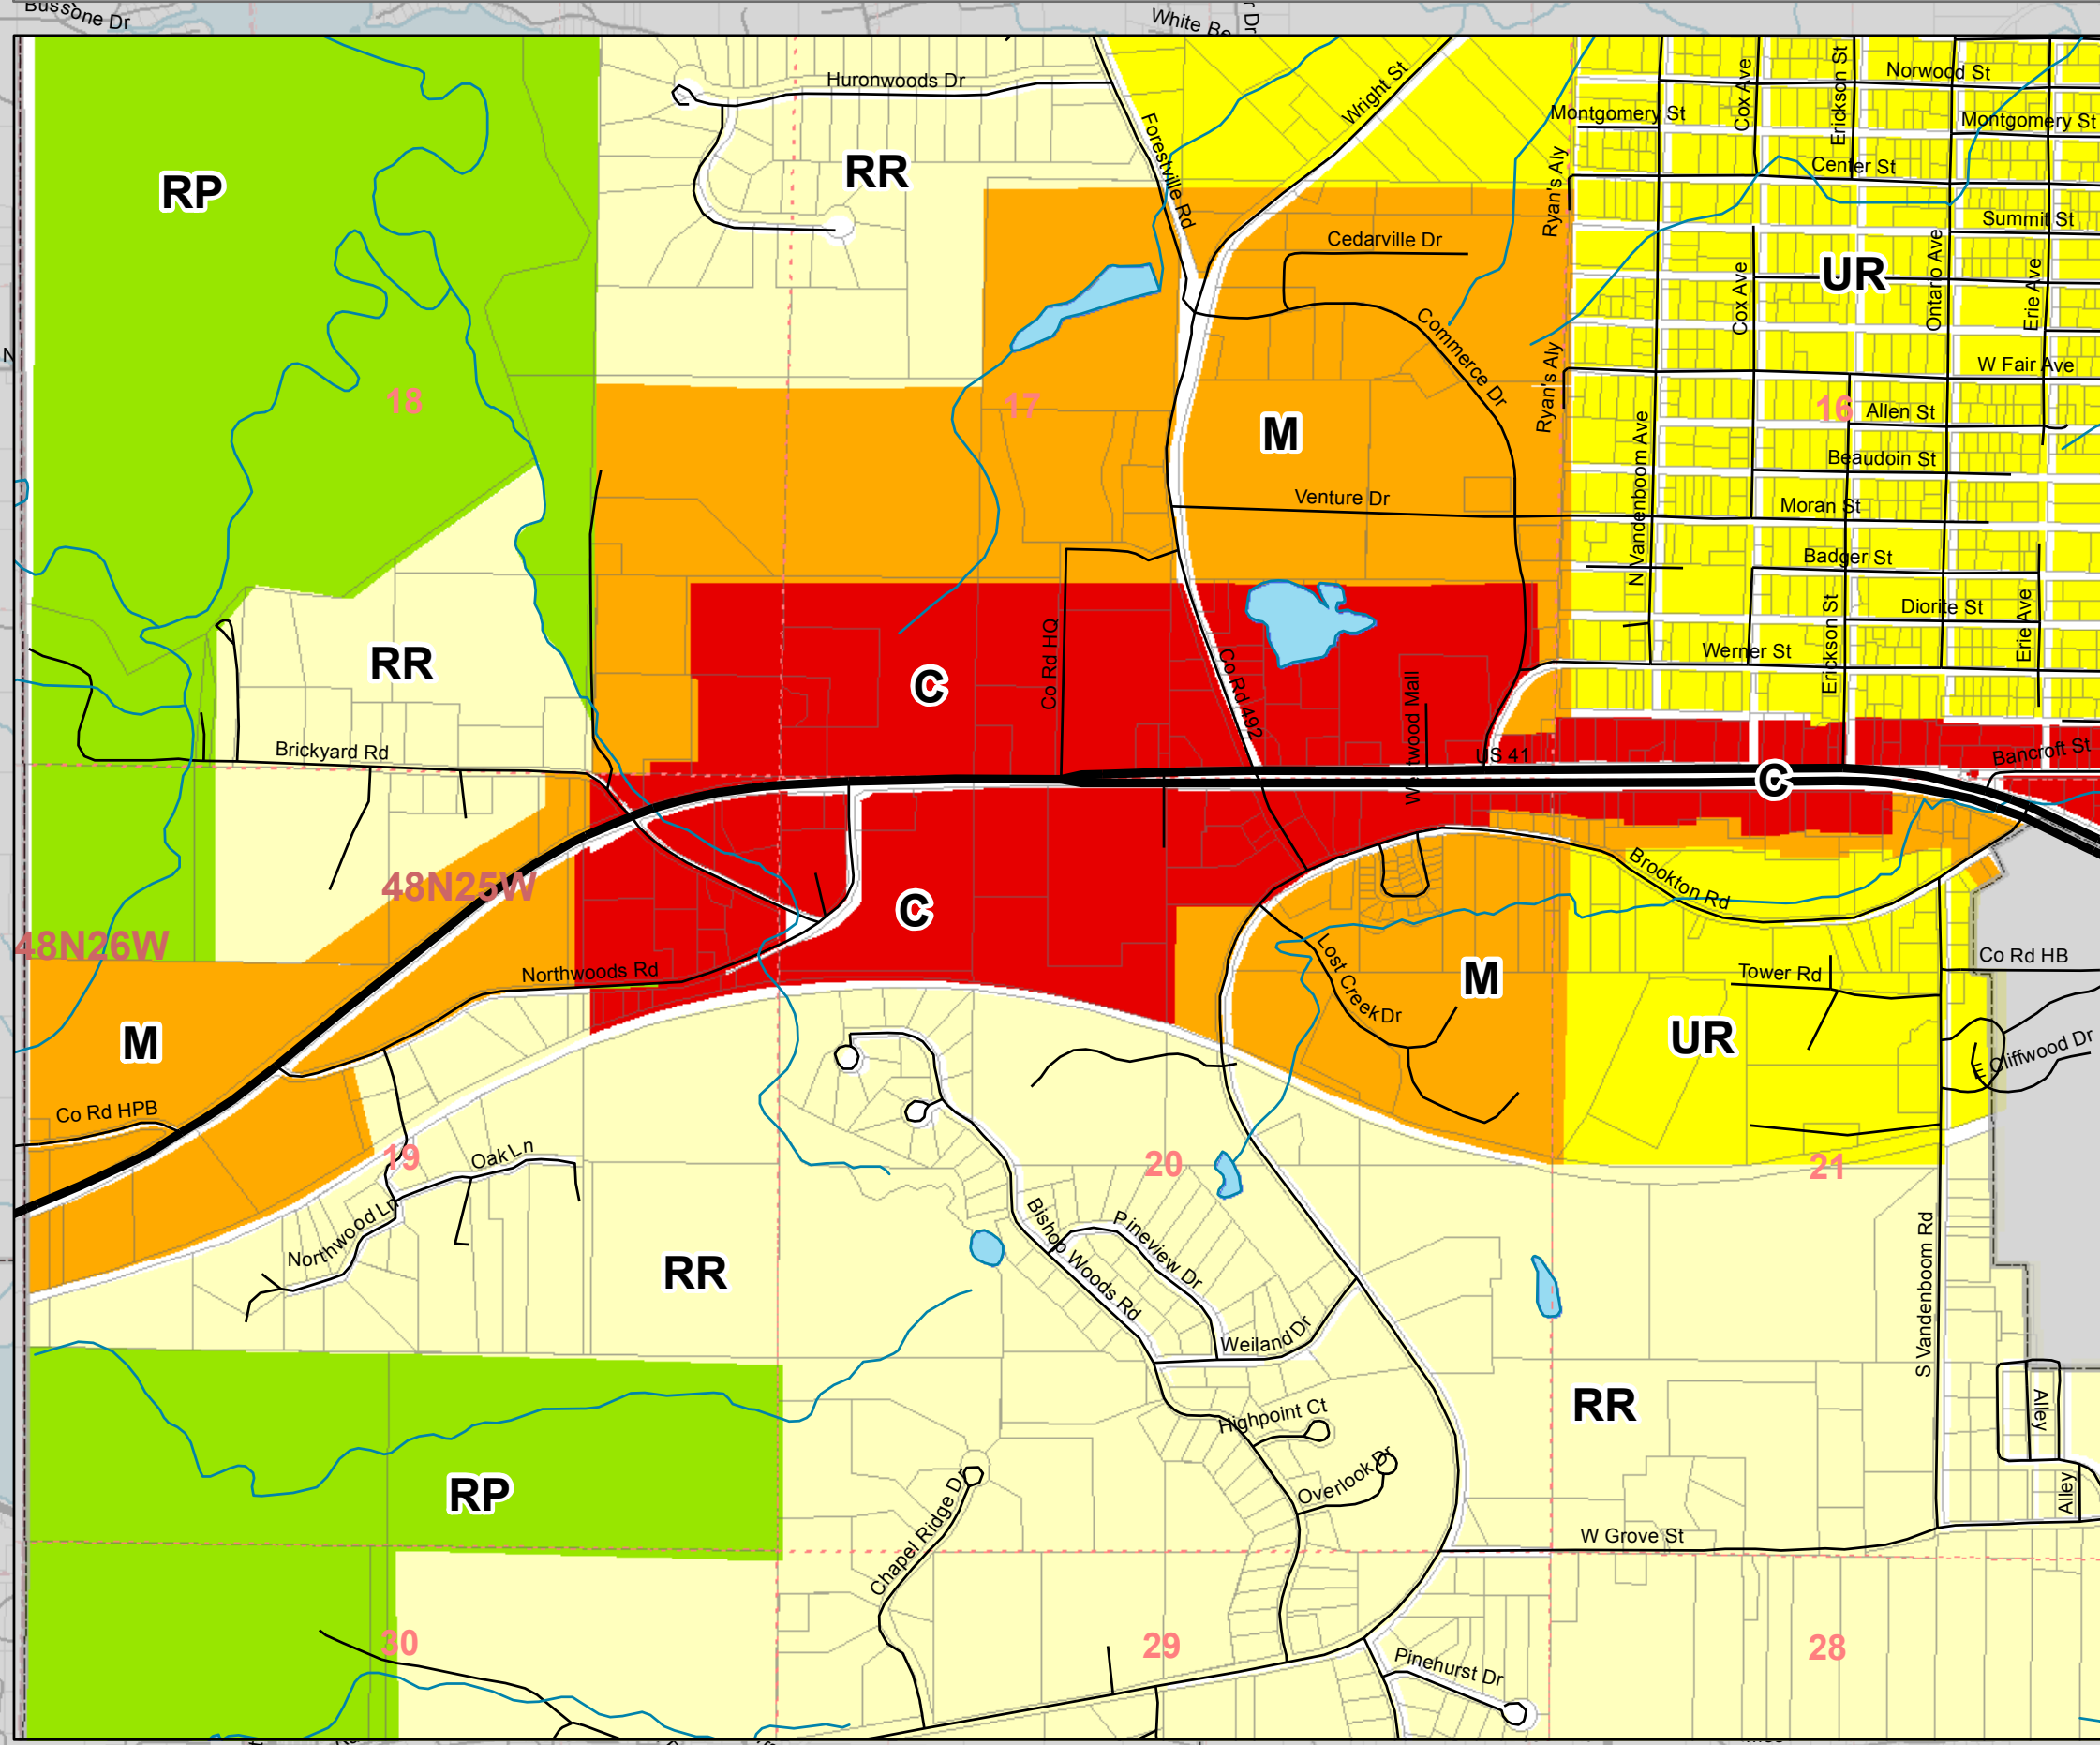 Bussone Dr
White Be
r Dr
Huronwoods Dr
Wright St
Norwood St
Montgomery St
Cox Ave
Erickson St
Montgomery St
Forestville Rd
Center St
RP
RR
Ryan's Aly
Summit St
Cedarville Dr
UR
Ontario Ave
Erie Ave
Cox Ave
N
Commerce Dr
W Fair Ave
18
17
Ryan's Aly
16
Allen St
M
Beaudoin St
N Vandenboom Ave
Venture Dr
Moran St
Badger St
Diorite St
Erickson St
Erie Ave
RR
C
Co Rd HQ
Co Rd 492
Werner St
Westwood Mall
Brickyard Rd
US 41
Bancroft St
C
48N25W
Brookton Rd
C
48N26W
Northwoods Rd
Lost Creek Dr
M
Tower Rd
Co Rd HB
M
UR
E Cliffwood Dr
Co Rd HPB
19
Oak Ln
20
21
Northwood Ln
Bishop Woods Rd
Pineview Dr
RR
S Vandenboom Rd
Weiland Dr
RR
Highpoint Ct
Alley
RP
Overlook Dr
Alley
Chapel Ridge Dr
W Grove St
30
29
28
Pinehurst Dr